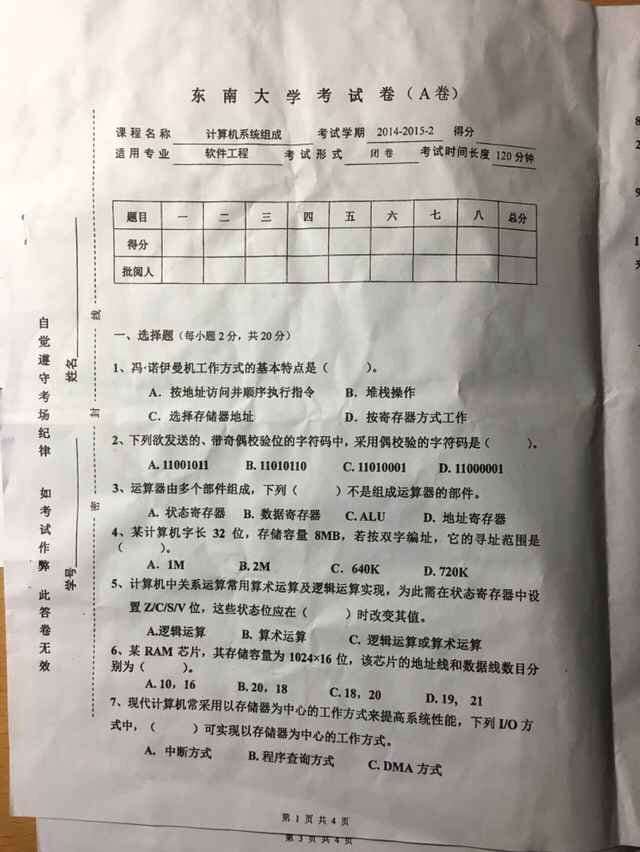 东南大学考试卷（A卷）
课程名称 计算机系统组成 考试学期 2014-2015-2 得分
适用专业 软件工程 考试形式 闭卷 考试时间长度 120分钟
题目 一 二 三 四 五 六 七 八 总分
得分
批阅人
一、选择题（每小题2分，共20分）
1、冯·诺伊曼机工作方式的基本特点是（ ）。
A. 按地址访问并顺序执行指令 B. 堆栈操作
C. 选择存储器地址 D. 按寄存器方式工作
2、下列欲发送的、带奇偶校验位的字符码中，采用偶校验的字符码是（ ）。
A. 11001011 B. 11010110 C. 11010001 D. 11000001
3、运算器由多个部件组成，下列（ ）不是组成运算器的部件。
A. 状态寄存器 B. 数据寄存器 C. ALU D. 地址寄存器
4、某计算机字长 32 位，存储容量 8MB，若按双字编址，它的寻址范围是
（ ）。
A. 1M B. 2M C. 640K D. 720K
5、计算机中关系运算常用算术运算及逻辑运算实现，为此需在状态寄存器中设
置 Z/C/S/V 位，这些状态位应在（ ）时改变其值。
A.逻辑运算 B. 算术运算 C. 逻辑运算或算术运算
6、某 RAM 芯片，其存储容量为 1024×16 位，该芯片的地址线和数据线数目分
别为（ ）。
A. 10，16 B. 20，18 C. 18，20 D. 19， 21
7、现代计算机常采用以存储器为中心的工作方式来提高系统性能，下列 I/O 方
式中，（ ）可实现以存储器为中心的工作方式。
A. 中断方式 B. 程序查询方式 C. DMA 方式
第 1 页 共 4 页
第 3 页 共 4 页
自觉遵守考场纪律 如考试作弊 此答卷无效
姓名
学号
线
封
密